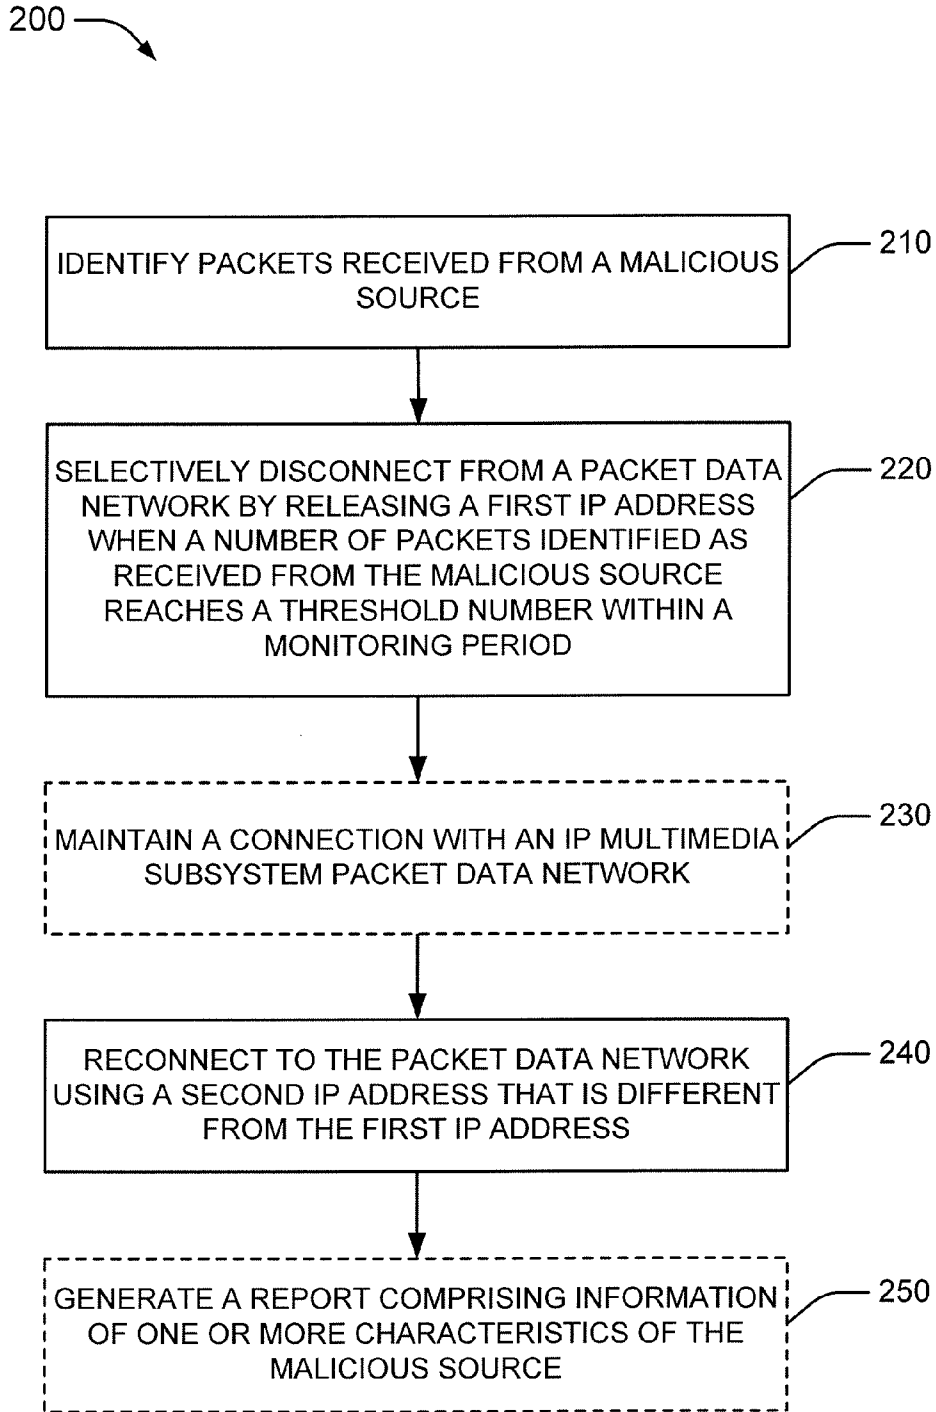 200
IDENTIFY PACKETS RECEIVED FROM A MALICIOUS
SOURCE
210
SELECTIVELY DISCONNECT FROM A PACKET DATA
NETWORK BY RELEASING A FIRST IP ADDRESS
WHEN A NUMBER OF PACKETS IDENTIFIED AS
RECEIVED FROM THE MALICIOUS SOURCE
REACHES A THRESHOLD NUMBER WITHIN A
MONITORING PERIOD
220
MAINTAIN A CONNECTION WITH AN IP MULTIMEDIA
SUBSYSTEM PACKET DATA NETWORK
230
RECONNECT TO THE PACKET DATA NETWORK
USING A SECOND IP ADDRESS THAT IS DIFFERENT
FROM THE FIRST IP ADDRESS
240
GENERATE A REPORT COMPRISING INFORMATION
OF ONE OR MORE CHARACTERISTICS OF THE
MALICIOUS SOURCE
250